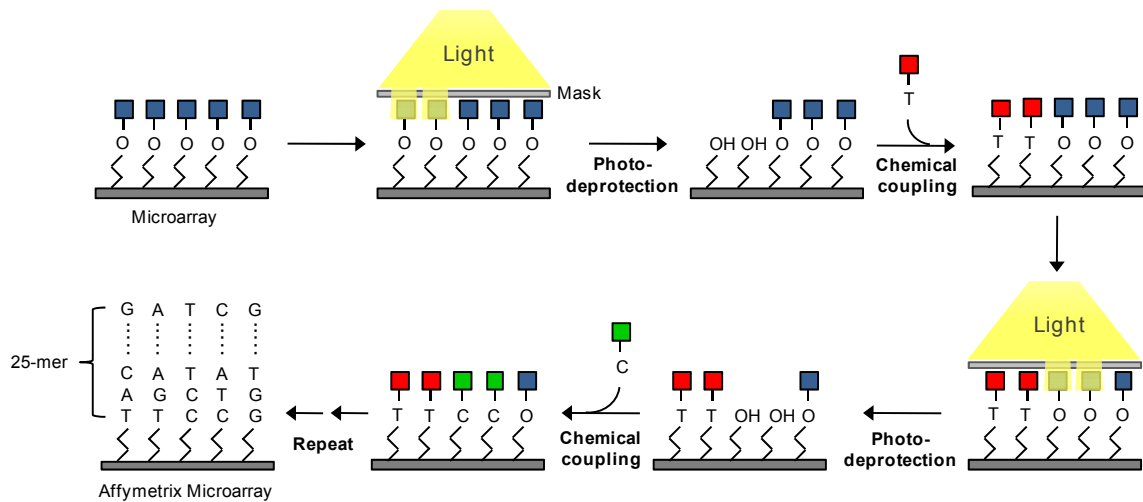 Light
Mask
O O O O O
Microarray
O O O O O
Photo-
deprotection
OH OH O O O
T
Chemical
coupling
T T O O O
Light
T T O O O
Photo-
deprotection
T T OH OH O
C
Chemical
coupling
T T C C O
Repeat
25-mer
G A T C G
C A T A T
A G C T G
T T C C G
Affymetrix Microarray